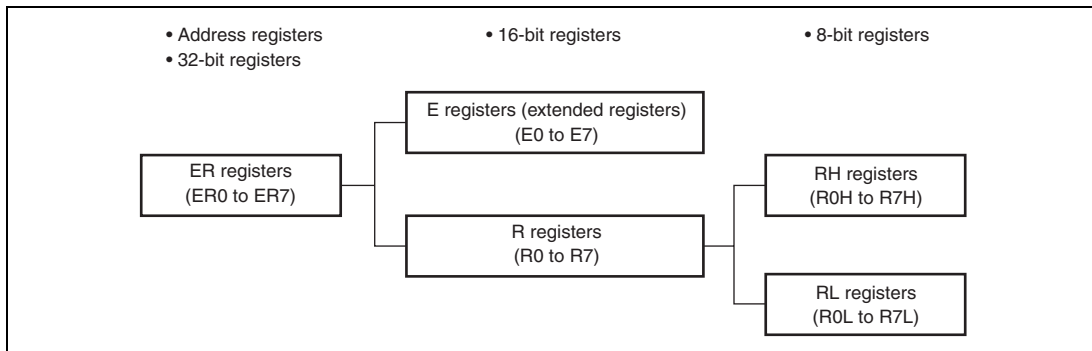 • Address registers
• 32-bit registers
• 16-bit registers
• 8-bit registers
E registers (extended registers)
(E0 to E7)
ER registers
(ER0 to ER7)
RH registers
(R0H to R7H)
R registers
(R0 to R7)
RL registers
(R0L to R7L)